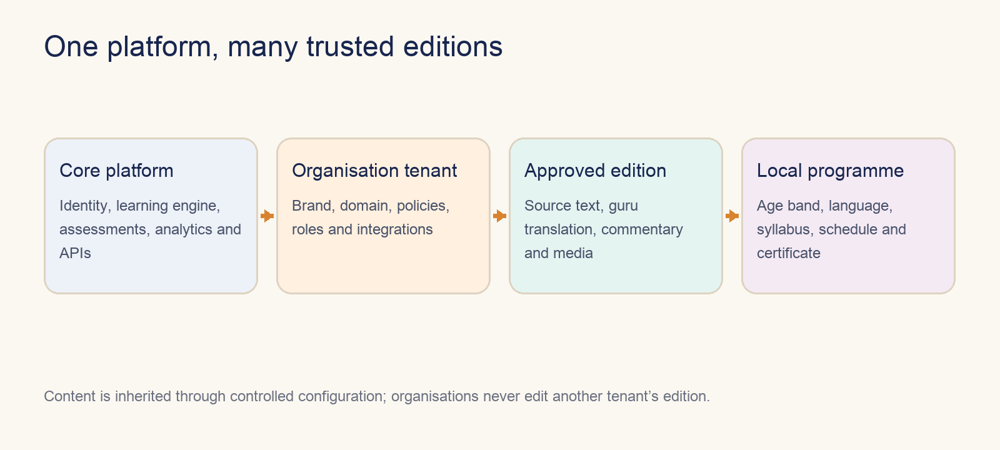 One platform, many trusted editions
Core platform
Identity, learning engine,
assessments, analytics and
APIs
Organisation tenant
Brand, domain, policies,
roles and integrations
Approved edition
Source text, guru
translation, commentary
and media
Local programme
Age band, language,
syllabus, schedule and
certificate
Content is inherited through controlled configuration; organisations never edit another tenant’s edition.